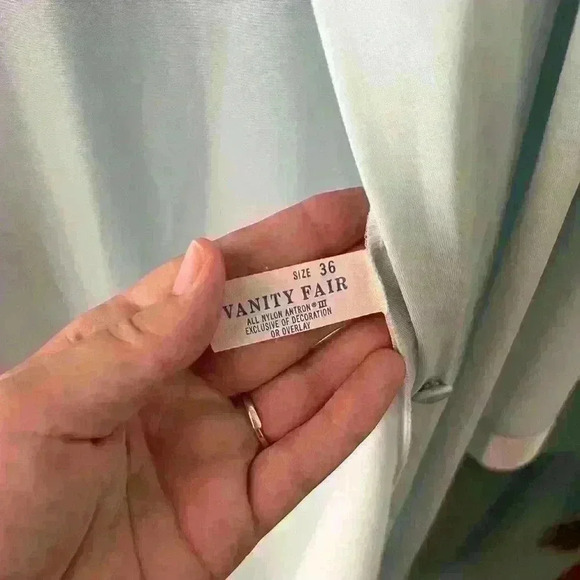 SIZE 36
VANITY FAIR
ALL NYLON ANTRON® III
EXCLUSIVE OF DECORATION
OR OVERLAY